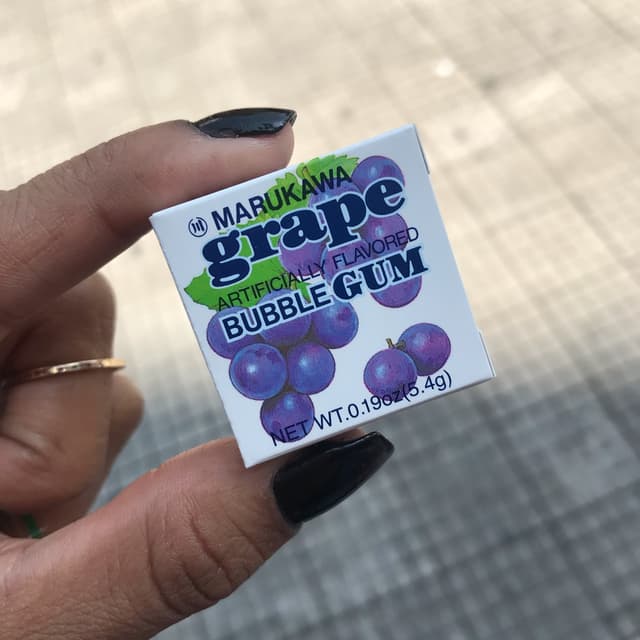 MARUKAWA
grape
ARTIFICIALLY FLAVORED
BUBBLE GUM
NET WT.0.19oz(5.4g)